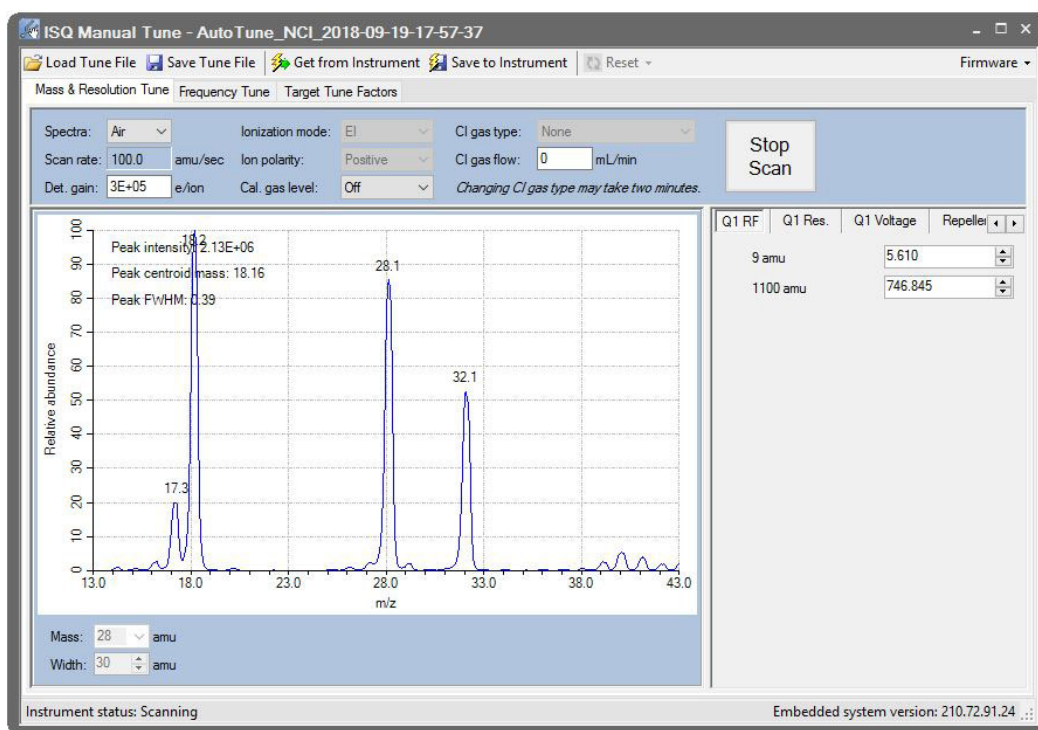 ISQ Manual Tune - AutoTune_NCI_2018-09-19-17-57-37
Load Tune File Save Tune File Get from Instrument Save to Instrument Reset Firmware
Mass & Resolution Tune Frequency Tune Target Tune Factors
Spectra: Air Ionization mode: EI CI gas type: None
Scan rate: 100.0 amu/sec Ion polarity: Positive CI gas flow: 0 mL/min
Det. gain: 3E+05 e/ion Cal. gas level: Off Changing CI gas type may take two minutes.
Stop
Scan
Q1 RF Q1 Res. Q1 Voltage Repeller
9 amu 5.610
1100 amu 746.845
Peak intensity: 2.13E+06
Peak centroid mass: 18.16
Peak FWHM: 0.39
18.2
28.1
32.1
17.3
Relative abundance
100
90
80
70
60
50
40
30
20
10
0
13.0 18.0 23.0 28.0 33.0 38.0 43.0
m/z
Mass: 28 amu
Width: 30 amu
Instrument status: Scanning Embedded system version: 210.72.91.24